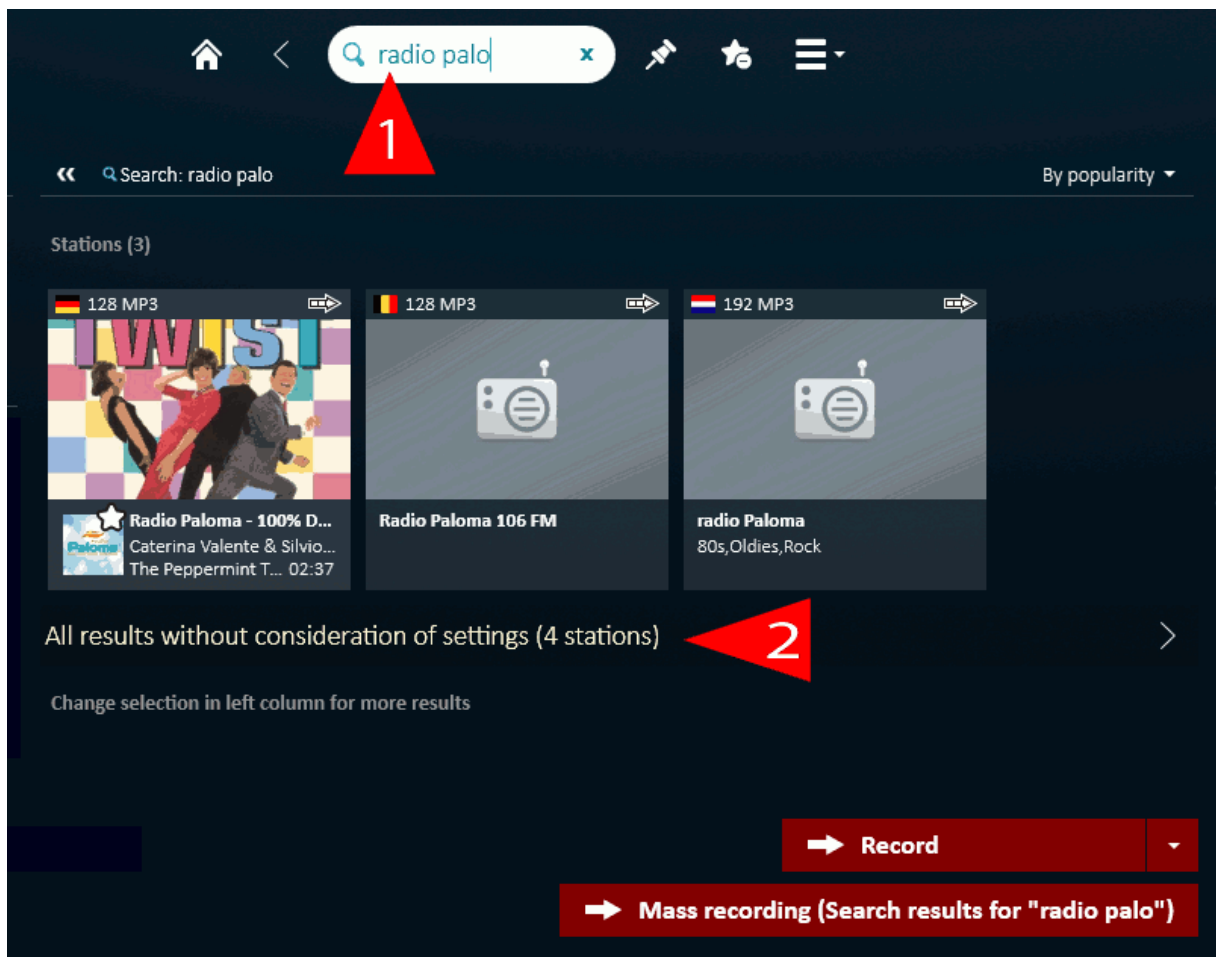 radio palo x
1
Search: radio palo
By popularity
Stations (3)
128 MP3
128 MP3
192 MP3
TWIST
Radio Paloma - 100% D...
Caterina Valente & Silvio...
The Peppermint T... 02:37
Paloma
Radio Paloma 106 FM
radio Paloma
80s,Oldies,Rock
All results without consideration of settings (4 stations)
2
Change selection in left column for more results
Record
Mass recording (Search results for "radio palo")